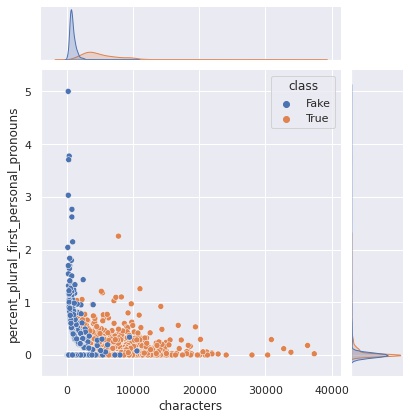 class
Fake
True
5
4
3
2
1
0
percent_plural_first_personal_pronouns
0
10000
20000
30000
40000
characters